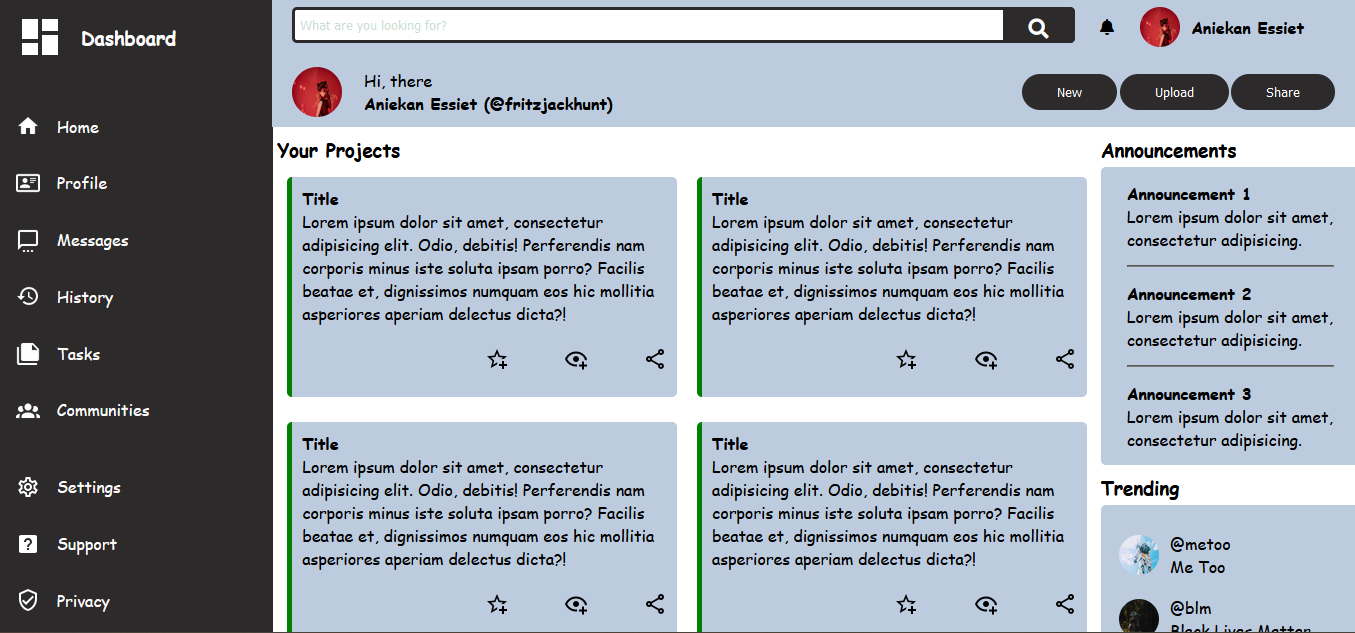 Dashboard
Home
Profile
Messages
History
Tasks
Communities
Settings
Support
Privacy
What are you looking for?
Aniekan Essiet
Hi, there
Aniekan Essiet (@fritzjackhunt)
New
Upload
Share
Your Projects
Title
Lorem ipsum dolor sit amet, consectetur
adipisicing elit. Odio, debitis! Perferendis nam
corporis minus iste soluta ipsam porro? Facilis
beatae et, dignissimos numquam eos hic mollitia
asperiores aperiam delectus dicta?!
Title
Lorem ipsum dolor sit amet, consectetur
adipisicing elit. Odio, debitis! Perferendis nam
corporis minus iste soluta ipsam porro? Facilis
beatae et, dignissimos numquam eos hic mollitia
asperiores aperiam delectus dicta?!
Title
Lorem ipsum dolor sit amet, consectetur
adipisicing elit. Odio, debitis! Perferendis nam
corporis minus iste soluta ipsam porro? Facilis
beatae et, dignissimos numquam eos hic mollitia
asperiores aperiam delectus dicta?!
Title
Lorem ipsum dolor sit amet, consectetur
adipisicing elit. Odio, debitis! Perferendis nam
corporis minus iste soluta ipsam porro? Facilis
beatae et, dignissimos numquam eos hic mollitia
asperiores aperiam delectus dicta?!
Announcements
Announcement 1
Lorem ipsum dolor sit amet,
consectetur adipisicing.
Announcement 2
Lorem ipsum dolor sit amet,
consectetur adipisicing.
Announcement 3
Lorem ipsum dolor sit amet,
consectetur adipisicing.
Trending
@metoo
Me Too
@blm
Black Lives Matter